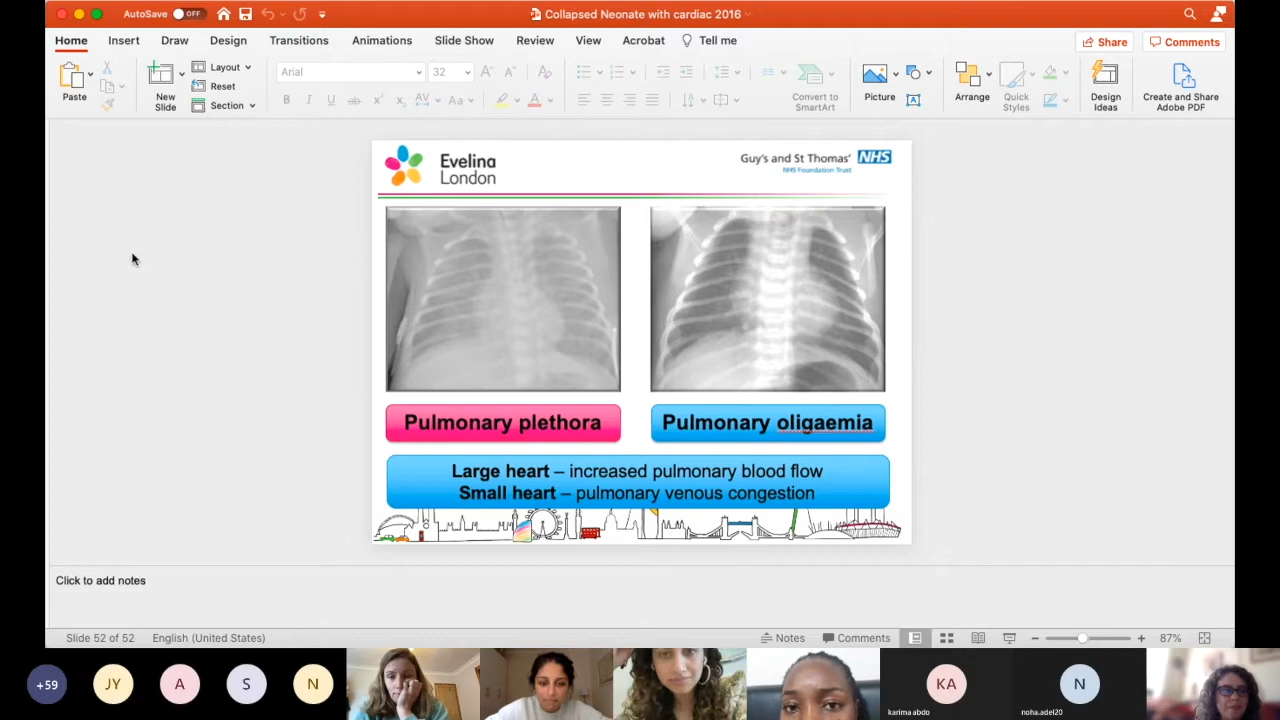 AutoSave OFF
Collapsed Neonate with cardiac 2016
Home Insert Draw Design Transitions Animations Slide Show Review View Acrobat Tell me
Share Comments
Paste
New
Slide
Layout
Reset
Section
Arial 32
Convert to
SmartArt
Picture
Arrange
Quick
Styles
Design
Ideas
Create and Share
Adobe PDF
Evelina
London
Guy's and St Thomas' NHS
NHS Foundation Trust
Pulmonary plethora
Pulmonary oligaemia
Large heart – increased pulmonary blood flow
Small heart – pulmonary venous congestion
Click to add notes
Slide 52 of 52 English (United States) Notes Comments 87%
+59 JY A S N KA N
karima abdo noha.adel20